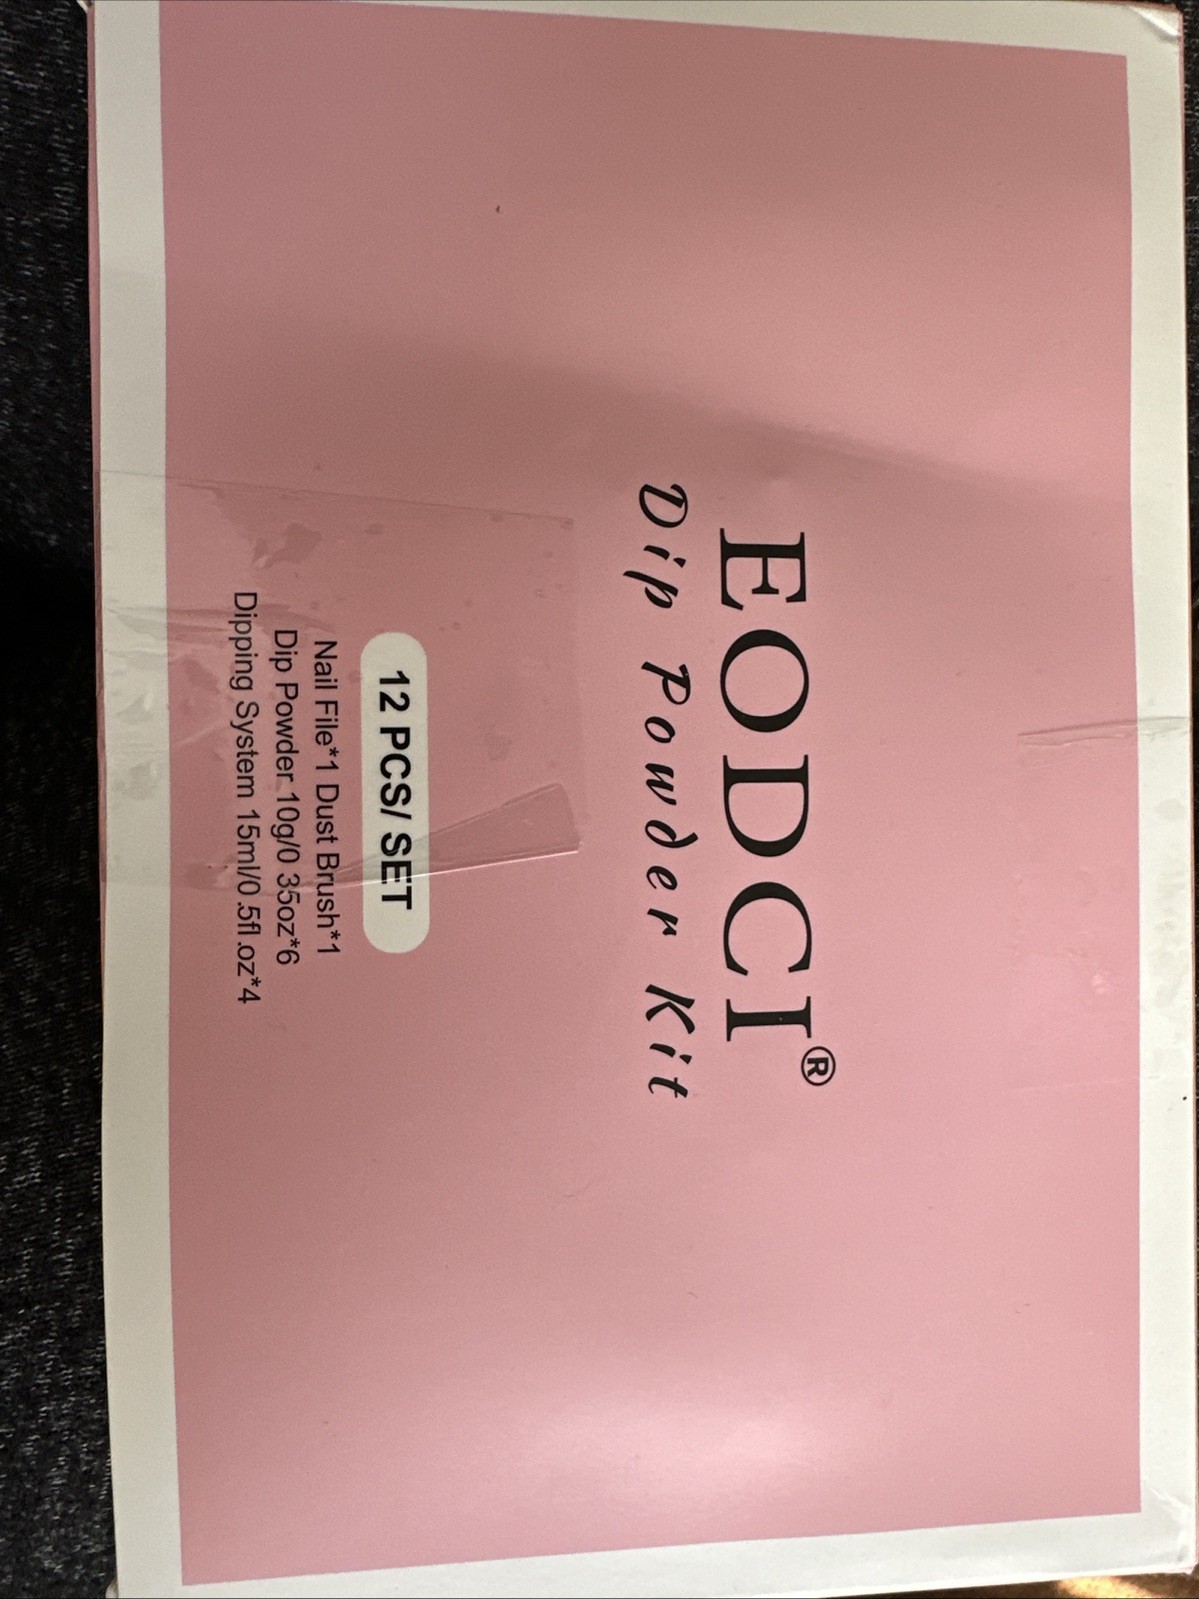 EODCI®
Dip Powder Kit
12 PCS/ SET
Nail File*1 Dust Brush*1
Dip Powder 10g/0 35oz*6
Dipping System 15ml/0.5fl.oz*4